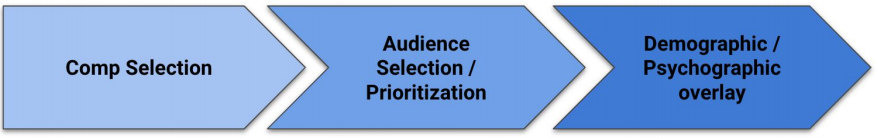 Comp Selection
Audience
Selection /
Prioritization
Demographic /
Psychographic
overlay